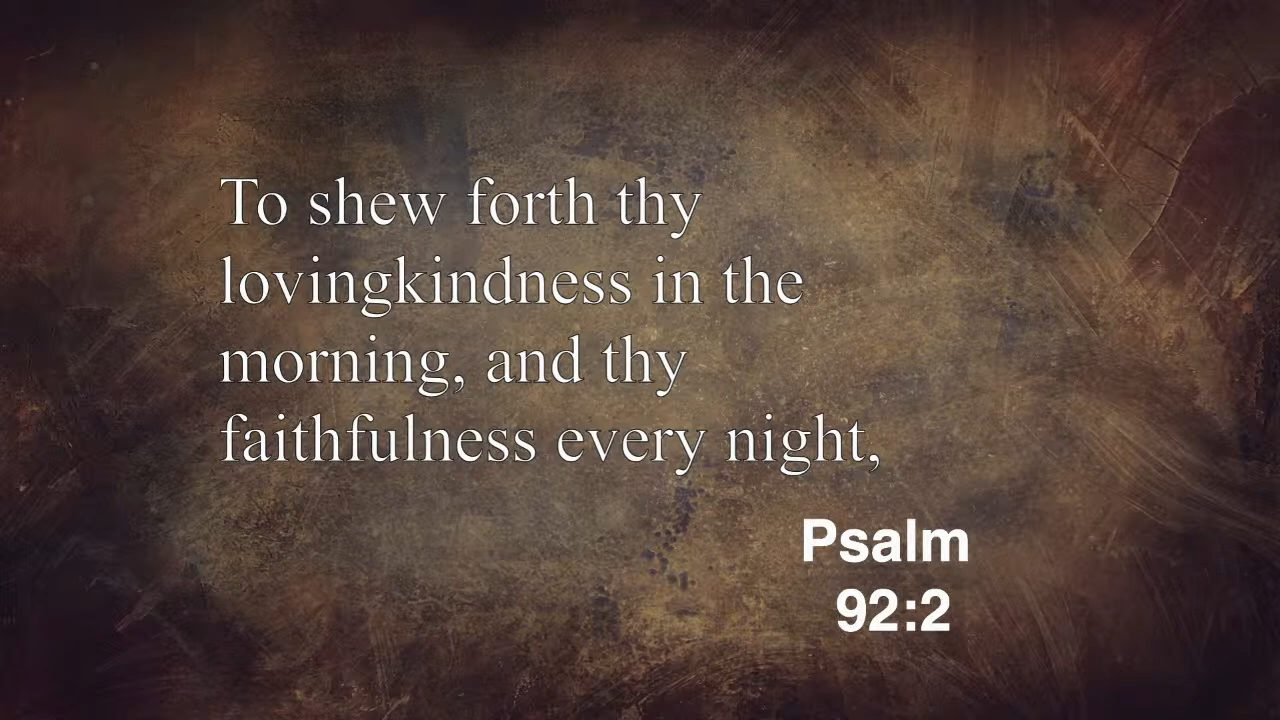 To shew forth thy
lovingkindness in the
morning, and thy
faithfulness every night,
Psalm
92:2